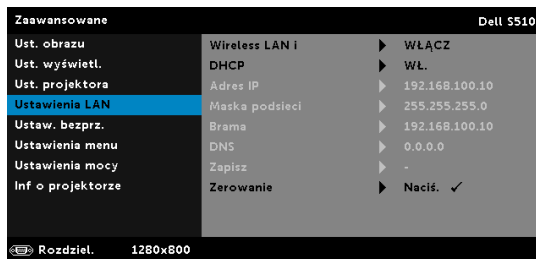 Zaawansowane Dell S510
Ust. obrazu Wireless LAN i WŁĄCZ
Ust. wyświetl. DHCP WŁ.
Ust. projektora Adres IP 192.168.100.10
Ustawienia LAN Maska podsieci 255.255.255.0
Ustaw. bezprz. Brama 192.168.100.10
Ustawienia menu DNS 0.0.0.0
Ustawienia mocy Zapisz -
Inf o projektorze Zerowanie Naciś. ✓
Rozdziel. 1280x800